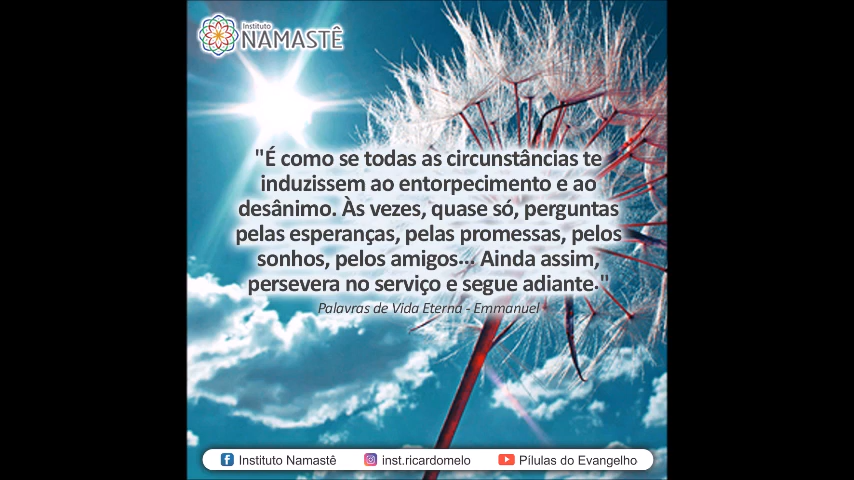 Instituto
NAMASTÊ
"É como se todas as circunstâncias te
induzissem ao entorpecimento e ao
desânimo. Às vezes, quase só, perguntas
pelas esperanças, pelas promessas, pelos
sonhos, pelos amigos... Ainda assim,
persevera no serviço e segue adiante."
Palavras de Vida Eterna - Emmanuel
Instituto Namastê inst.ricardomelo Pílulas do Evangelho